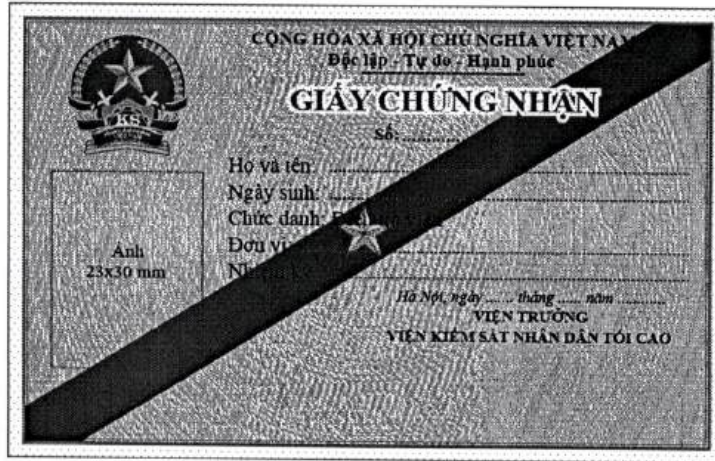 CỘNG HÒA XÃ HỘI CHỦ NGHĨA VIỆT NAM
Độc lập - Tự do - Hạnh phúc
GIẤY CHỨNG NHẬN
Số:..............
KS
Họ và tên:
Ngày sinh:
Chức danh:
Đơn vị
Ảnh
23x30 mm
Hà Nội, ngày ....... tháng ...... năm ...........
VIỆN TRƯỞNG
VIỆN KIỂM SÁT NHÂN DÂN TỐI CAO